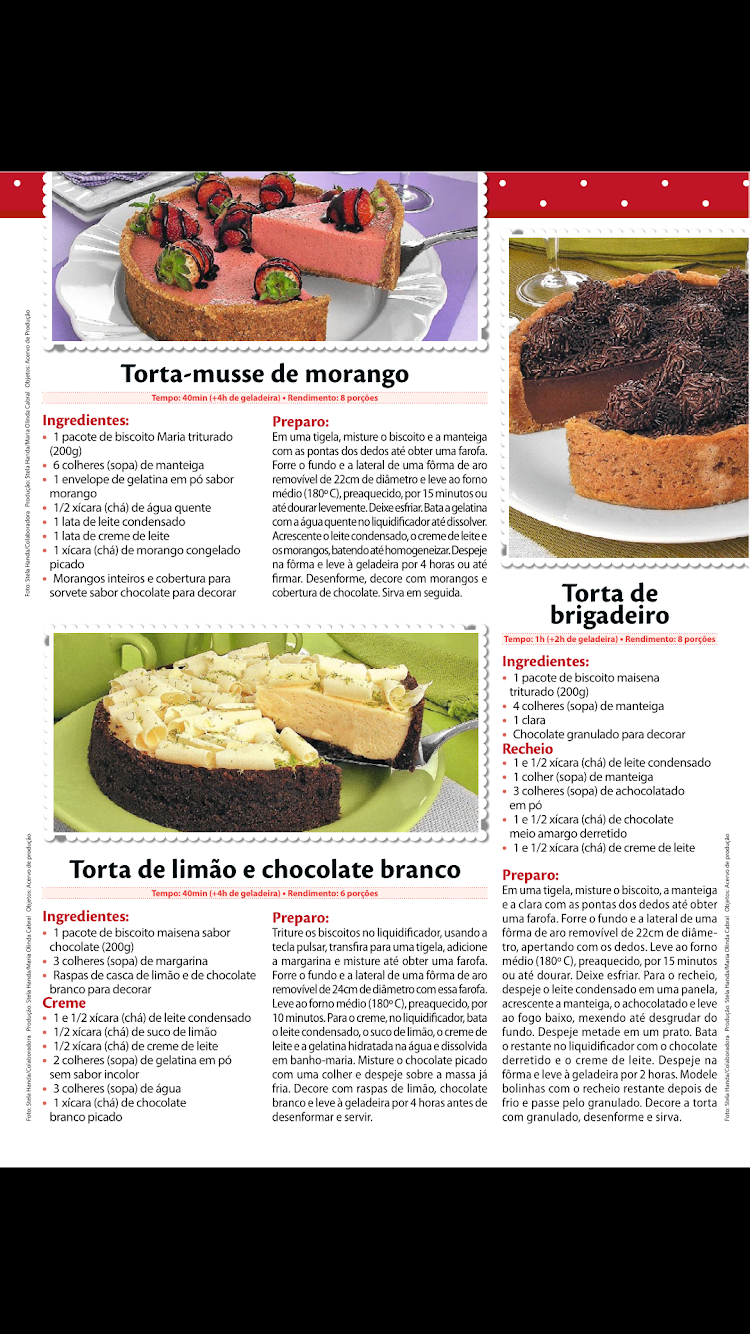 Torta-musse de morango
Tempo: 40min (+4h de geladeira) • Rendimento: 8 porções
Ingredientes:
• 1 pacote de biscoito Maria triturado
(200g)
• 6 colheres (sopa) de manteiga
• 1 envelope de gelatina em pó sabor
morango
• 1/2 xícara (chá) de água quente
• 1 lata de leite condensado
• 1 lata de creme de leite
• 1 xícara (chá) de morango congelado
picado
• Morangos inteiros e cobertura para
sorvete sabor chocolate para decorar
Preparo:
Em uma tigela, misture o biscoito e a manteiga
com as pontas dos dedos até obter uma farofa.
Forre o fundo e a lateral de uma fôrma de aro
removível de 22cm de diâmetro e leve ao forno
médio (180º C), preaquecido, por 15 minutos ou
até dourar levemente. Deixe esfriar. Bata a gelatina
com a água quente no liquidificador até dissolver.
Acrescente o leite condensado, o creme de leite e
os morangos, batendo até homogeneizar. Despeje
na fôrma e leve à geladeira por 4 horas ou até
firmar. Desenforme, decore com morangos e
cobertura de chocolate. Sirva em seguida.
Foto: Stela Handa/Colaboradora Produção: Stela Handa/Maria Olinda Cabral Objetos: Acervo de Produção
Torta de limão e chocolate branco
Tempo: 40min (+4h de geladeira) • Rendimento: 6 porções
Ingredientes:
• 1 pacote de biscoito maisena sabor
chocolate (200g)
• 3 colheres (sopa) de margarina
• Raspas de casca de limão e de chocolate
branco para decorar
Creme
• 1 e 1/2 xícara (chá) de leite condensado
• 1/2 xícara (chá) de suco de limão
• 1/2 xícara (chá) de creme de leite
• 2 colheres (sopa) de gelatina em pó
sem sabor incolor
• 3 colheres (sopa) de água
• 1 xícara (chá) de chocolate
branco picado
Preparo:
Triture os biscoitos no liquidificador, usando a
tecla pulsar, transfira para uma tigela, adicione
a margarina e misture até obter uma farofa.
Forre o fundo e a lateral de uma fôrma de aro
removível de 24cm de diâmetro com essa farofa.
Leve ao forno médio (180º C), preaquecido, por
10 minutos. Para o creme, no liquidificador, bata
o leite condensado, o suco de limão, o creme de
leite e a gelatina hidratada na água e dissolvida
em banho-maria. Misture o chocolate picado
com uma colher e despeje sobre a massa já
fria. Decore com raspas de limão, chocolate
branco e leve à geladeira por 4 horas antes de
desenformar e servir.
Foto: Stela Handa/Colaboradora Produção: Stela Handa/Maria Olinda Cabral Objetos: Acervo de produção
Torta de
brigadeiro
Tempo: 1h (+2h de geladeira) • Rendimento: 8 porções
Ingredientes:
• 1 pacote de biscoito maisena
triturado (200g)
• 4 colheres (sopa) de manteiga
• 1 clara
• Chocolate granulado para decorar
Recheio
• 1 e 1/2 xícara (chá) de leite condensado
• 1 colher (sopa) de manteiga
• 3 colheres (sopa) de achocolatado
em pó
• 1 e 1/2 xícara (chá) de chocolate
meio amargo derretido
• 1 e 1/2 xícara (chá) de creme de leite
Preparo:
Em uma tigela, misture o biscoito, a manteiga
e a clara com as pontas dos dedos até obter
uma farofa. Forre o fundo e a lateral de uma
fôrma de aro removível de 22cm de diâme-
tro, apertando com os dedos. Leve ao forno
médio (180º C), preaquecido, por 15 minutos
ou até dourar. Deixe esfriar. Para o recheio,
despeje o leite condensado em uma panela,
acrescente a manteiga, o achocolatado e leve
ao fogo baixo, mexendo até desgrudar do
fundo. Despeje metade em um prato. Bata
o restante no liquidificador com o chocolate
derretido e o creme de leite. Despeje na
fôrma e leve à geladeira por 2 horas. Modele
bolinhas com o recheio restante depois de
frio e passe pelo granulado. Decore a torta
com granulado, desenforme e sirva.
Foto: Stela Handa/Colaboradora Produção: Stela Handa/Maria Olinda Cabral Objetos: Acervo de produção